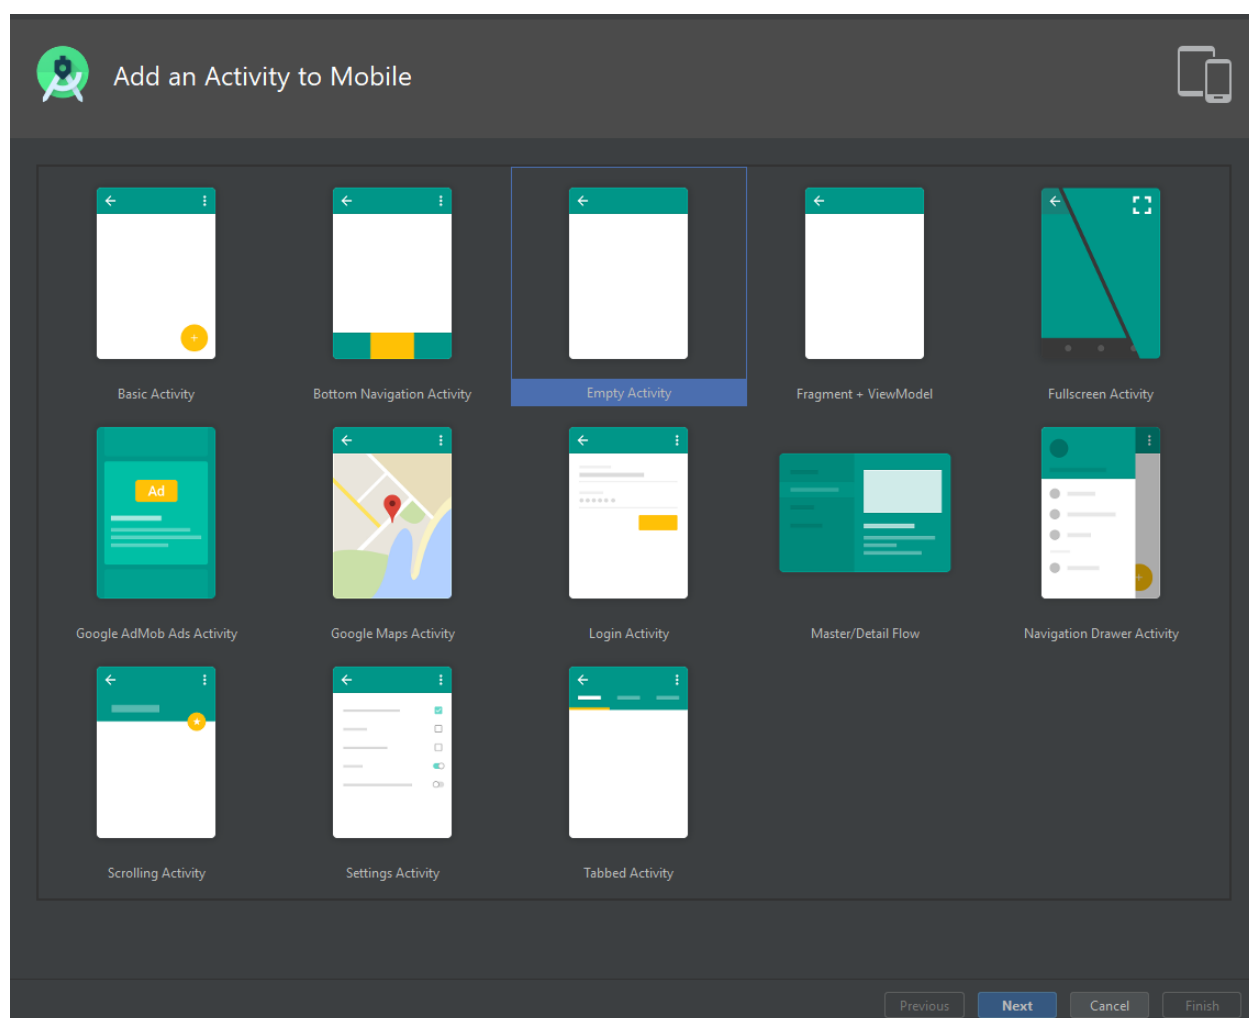 Add an Activity to Mobile
Basic Activity
Bottom Navigation Activity
Empty Activity
Fragment + ViewModel
Fullscreen Activity
Ad
Google AdMob Ads Activity
Google Maps Activity
Login Activity
Master/Detail Flow
Navigation Drawer Activity
Scrolling Activity
Settings Activity
Tabbed Activity
Previous
Next
Cancel
Finish